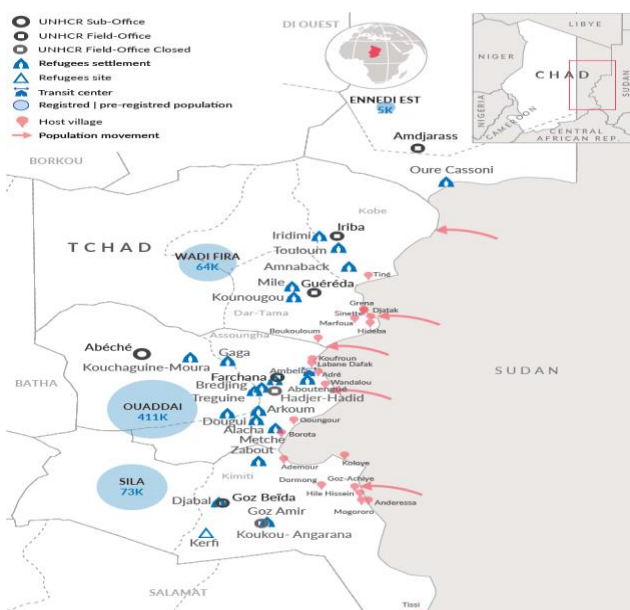 UNHCR Sub-Office
UNHCR Field-Office
UNHCR Field-Office Closed
Refugees settlement
Refugees site
Transit center
Registred | pre-registred population
Host village
Population movement
DI OUEST
ENNEDI EST
5K
LIBYE
NIGER
CHAD
SUDAN
NIGERIA
CAMEROON
CENTRAL
AFRICAN REP.
Amdjarass
BORKOU
Oure Cassoni
Kobe
TCHAD
Iriba
Iridimi
Touloum
WADI FIRA
64K
Amnaback
Tiné
Mile
Guéréda
Kounougou
Grena
Sinette
Djatak
Dar-Tama
Marfoua
Hideba
Assoungha
Boukouloum
Abéché
Gaga
Koufroun
Kouchaguine-Moura
Labane Dafak
Ambelia
Adré
BATHA
Farchana
Bredjing
Wandalou
Aboutengué
Treguine
Hadjer-Hadid
OUADDAI
411K
Arkoum
Dougui
Goungour
Alacha
Metche
Borota
Zabout
SUDAN
Ademour
Koloye
Kimiti
Goz-Achiye
SILA
73K
Dormong
Hile Hissein
Djabal
Goz Beïda
Anderessa
Goz Amir
Mogororo
Koukou- Angarana
Kerfi
SALAMAT
Tissi